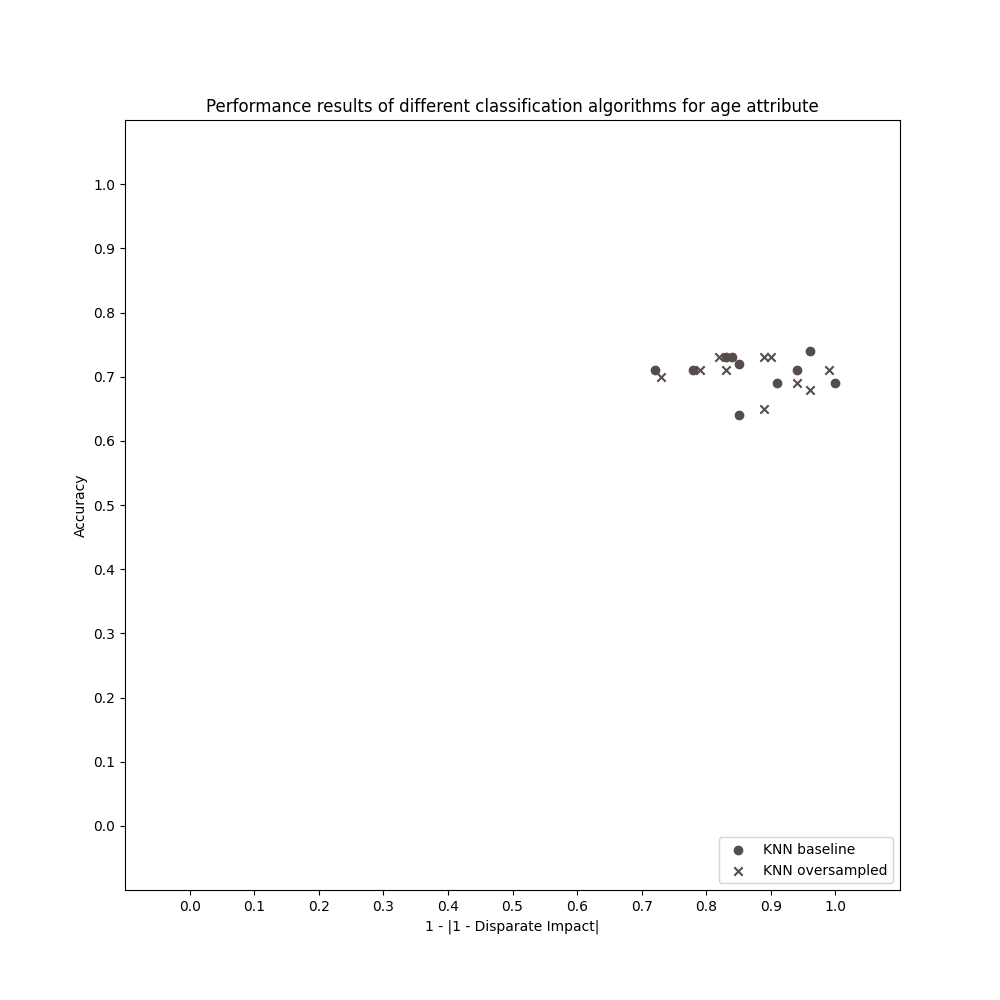 Performance results of different classification algorithms for age attribute
1.0
0.9
0.8
0.7
0.6
0.5
0.4
0.3
0.2
0.1
0.0
Accuracy
KNN baseline
KNN oversampled
0.0 0.1 0.2 0.3 0.4 0.5 0.6 0.7 0.8 0.9 1.0
1 - |1 - Disparate Impact|